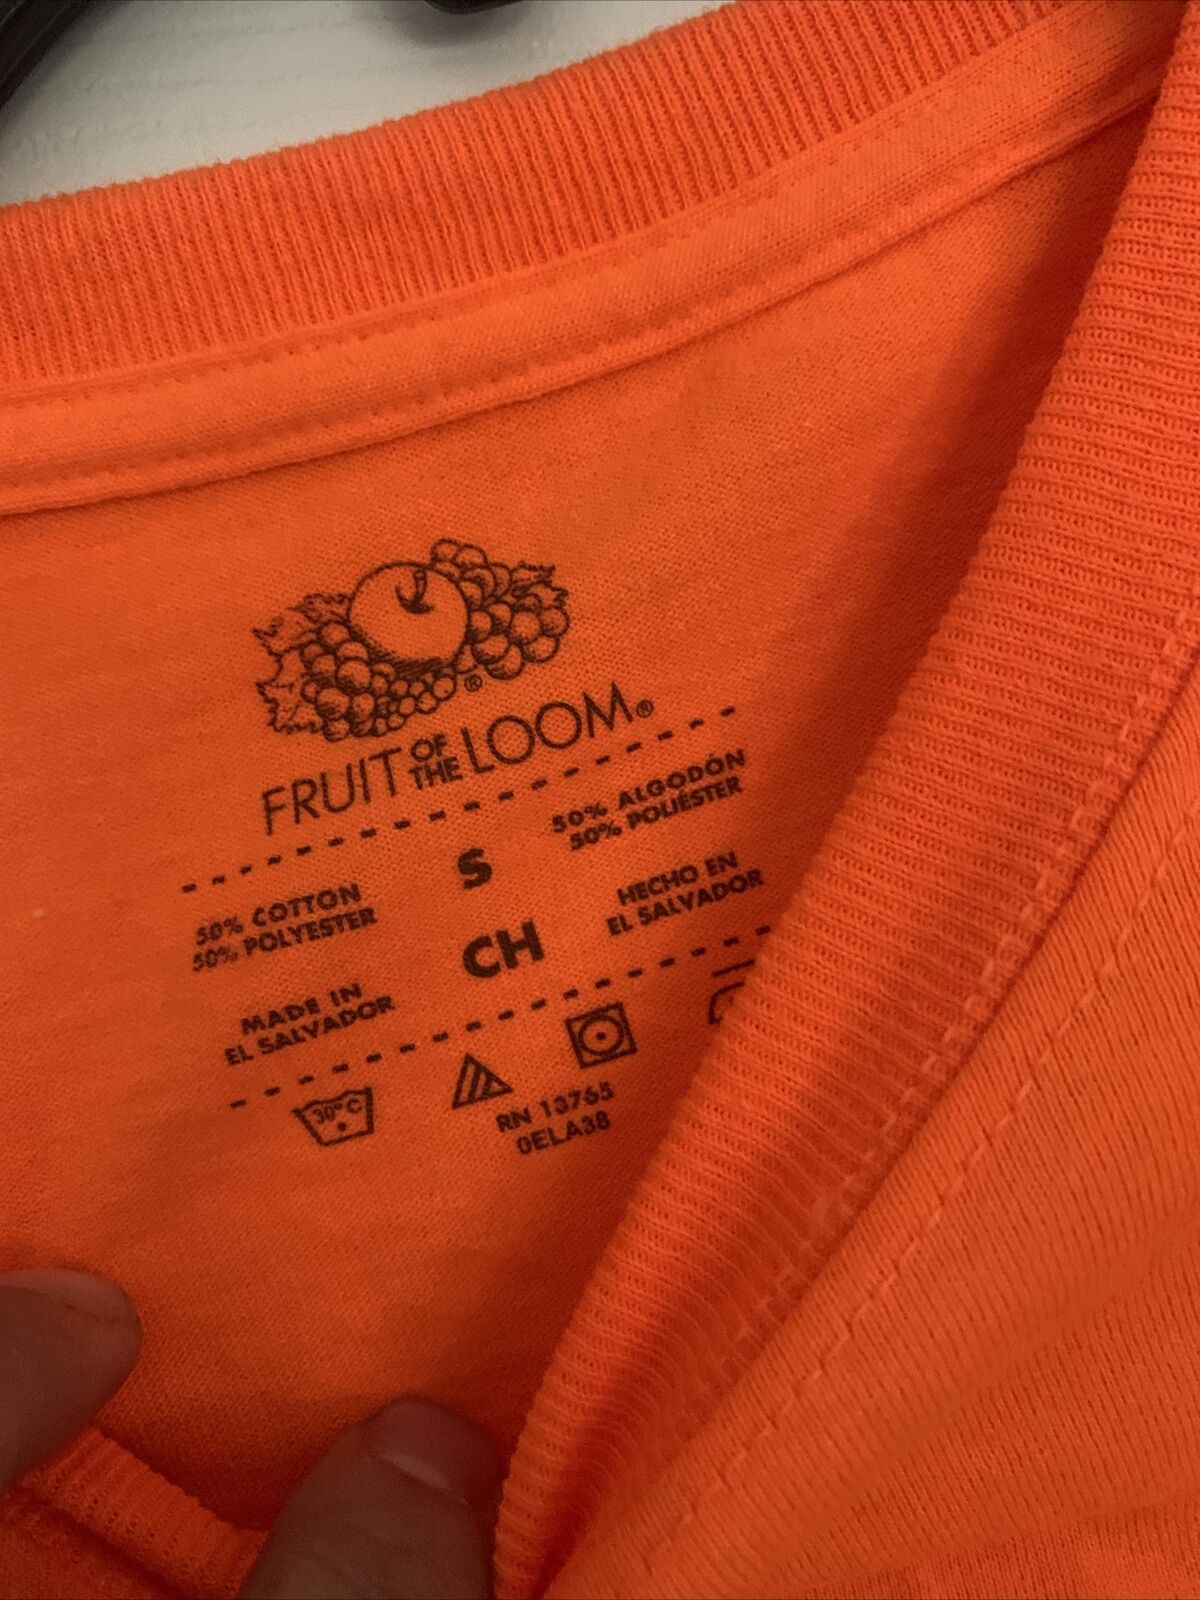 ®
FRUIT OF THE LOOM®
50% COTTON
50% POLYESTER
S
50% ALGODÓN
50% POLIÉSTER
MADE IN
EL SALVADOR
CH
HECHO EN
EL SALVADOR
30° C
RN 13765
0ELA38